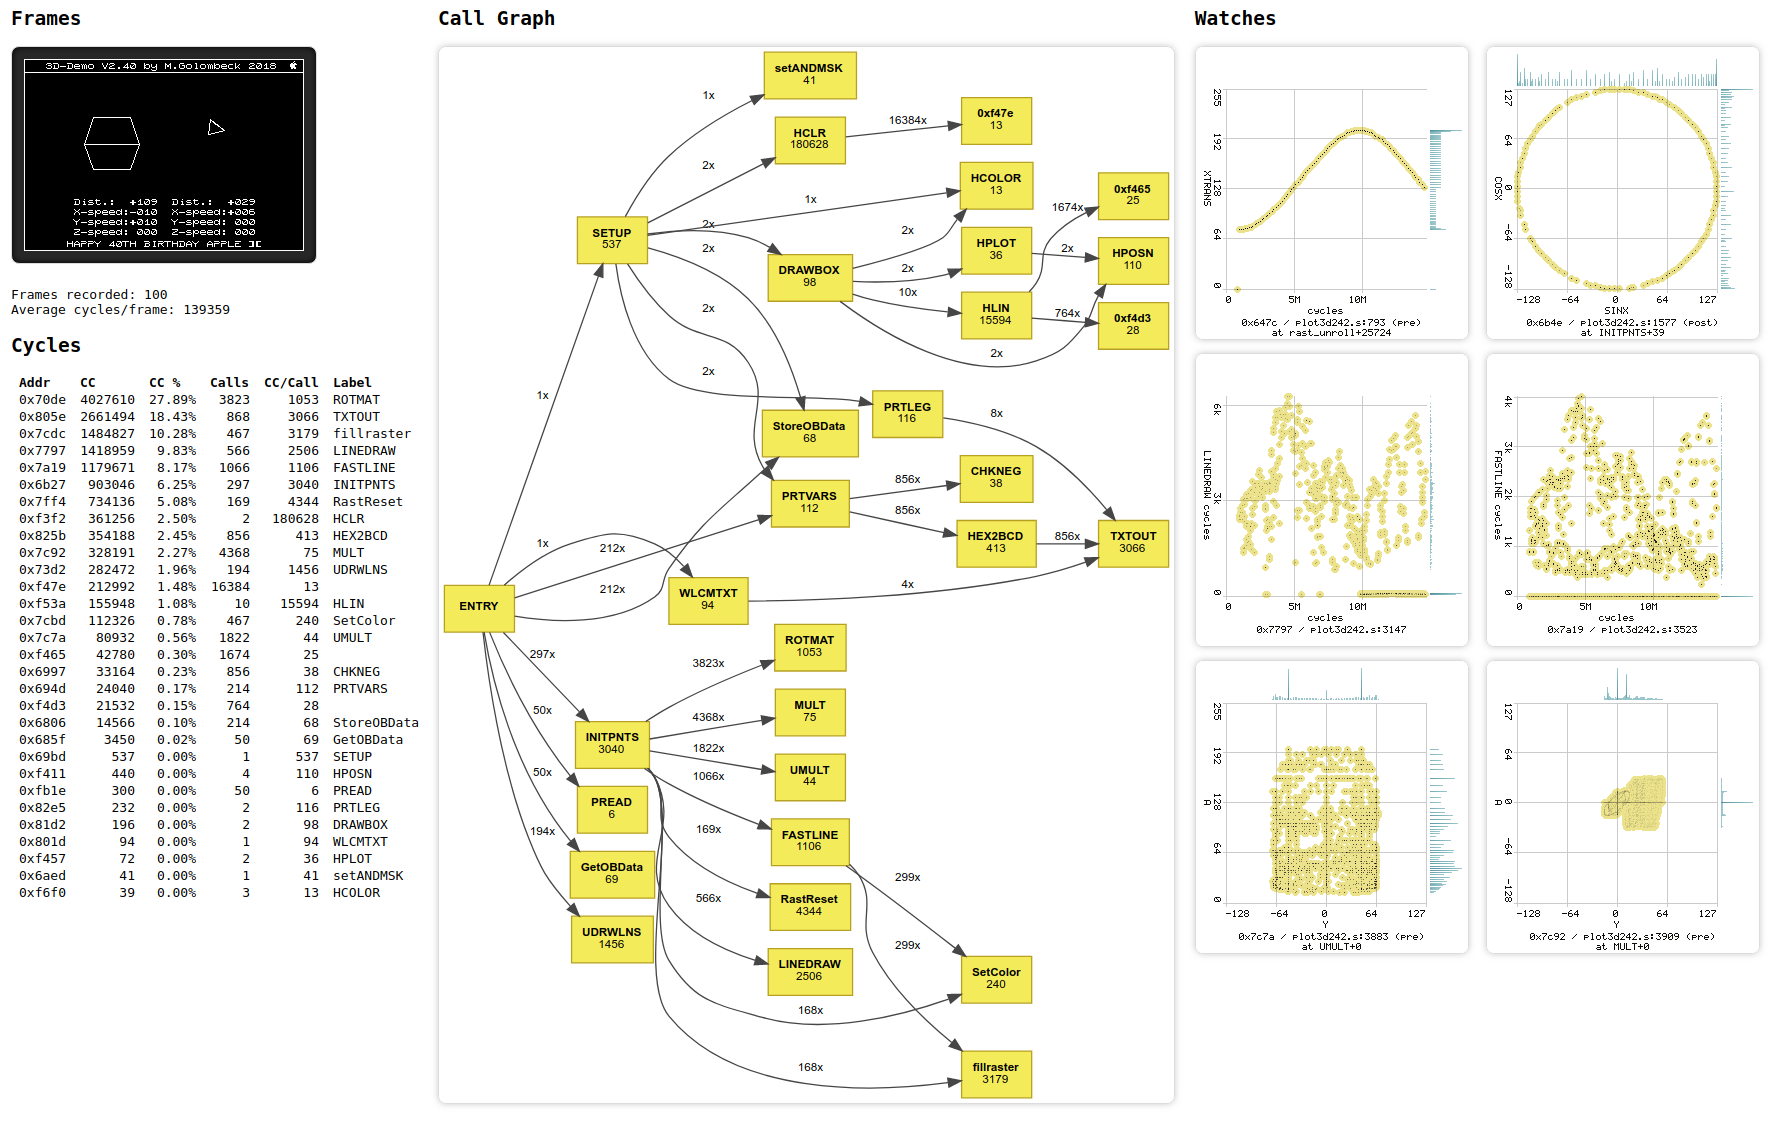 Frames
3D-Demo V2.40 by M.Golombeck 2018
Dist.: +109 Dist.: +029
X-speed:-010 X-speed:+006
Y-speed:+010 Y-speed: 000
Z-speed: 000 Z-speed: 000
HAPPY 40TH BIRTHDAY APPLE ][
Frames recorded: 100
Average cycles/frame: 139359
Cycles
Addr CC CC % Calls CC/Call Label
0x70de 4027610 27.89% 3823 1053 ROTMAT
0x805e 2661494 18.43% 868 3066 TXTOUT
0x7cdc 1484827 10.28% 467 3179 fillraster
0x7797 1418959 9.83% 566 2506 LINEDRAW
0x7a19 1179671 8.17% 1066 1106 FASTLINE
0x6b27 903046 6.25% 297 3040 INITPNTS
0x7ff4 734136 5.08% 169 4344 RastReset
0xf3f2 361256 2.50% 2 180628 HCLR
0x825b 354188 2.45% 856 413 HEX2BCD
0x7c92 328191 2.27% 4368 75 MULT
0x73d2 282472 1.96% 194 1456 UDRWLNS
0xf47e 212992 1.48% 16384 13
0xf53a 155948 1.08% 10 15594 HLIN
0x7cbd 112326 0.78% 467 240 SetColor
0x7c7a 80932 0.56% 1822 44 UMULT
0xf465 42780 0.30% 1674 25
0x6997 33164 0.23% 856 38 CHKNEG
0x694d 24040 0.17% 214 112 PRTVARS
0xf4d3 21532 0.15% 764 28
0x6806 14566 0.10% 214 68 StoreOBData
0x685f 3450 0.02% 50 69 GetOBData
0x69bd 537 0.00% 1 537 SETUP
0xf411 440 0.00% 4 110 HPOSN
0xfb1e 300 0.00% 50 6 PREAD
0x82e5 232 0.00% 2 116 PRTLEG
0x81d2 196 0.00% 2 98 DRAWBOX
0x801d 94 0.00% 1 94 WLCMTXT
0xf457 72 0.00% 2 36 HPLOT
0x6aed 41 0.00% 1 41 setANDMSK
0xf6f0 39 0.00% 3 13 HCOLOR
Call Graph
setANDMSK
41
1x
HCLR
180628
2x
16384x
0xf47e
13
HCOLOR
13
1x
SETUP
537
2x
2x
DRAWBOX
98
2x
2x
10x
HPLOT
36
HLIN
15594
1674x
2x
764x
0xf465
25
HPOSN
110
0xf4d3
28
2x
2x
2x
1x
PRTLEG
116
8x
StoreOBData
68
PRTVARS
112
856x
856x
CHKNEG
38
HEX2BCD
413
856x
TXTOUT
3066
1x
212x
212x
WLCMTXT
94
4x
ENTRY
297x
50x
50x
194x
INITPNTS
3040
PREAD
6
GetOBData
69
UDRWLNS
1456
3823x
4368x
1822x
1066x
169x
566x
168x
168x
ROTMAT
1053
MULT
75
UMULT
44
FASTLINE
1106
RastReset
4344
LINEDRAW
2506
299x
299x
SetColor
240
fillraster
3179
Watches
255
192
128
64
0
XTRANS
0 5M 10M
cycles
0x647c / plot3d242.s:793 (pre)
at rast_unroll+25724
127
64
0
-64
-128
COSX
-128 -64 0 64 127
SINX
0x6b4e / plot3d242.s:1577 (post)
at INITPNTS+39
6k
3k
0
LINEDRAW cycles
0 5M 10M
cycles
0x7797 / plot3d242.s:3147
4k
3k
2k
1k
0
FASTLINE cycles
0 5M 10M
cycles
0x7a19 / plot3d242.s:3523
255
192
128
64
0
A
-128 -64 0 64 127
Y
0x7c7a / plot3d242.s:3883 (pre)
at UMULT+0
127
64
0
-64
-128
A
-128 -64 0 64 127
Y
0x7c92 / plot3d242.s:3909 (pre)
at MULT+0